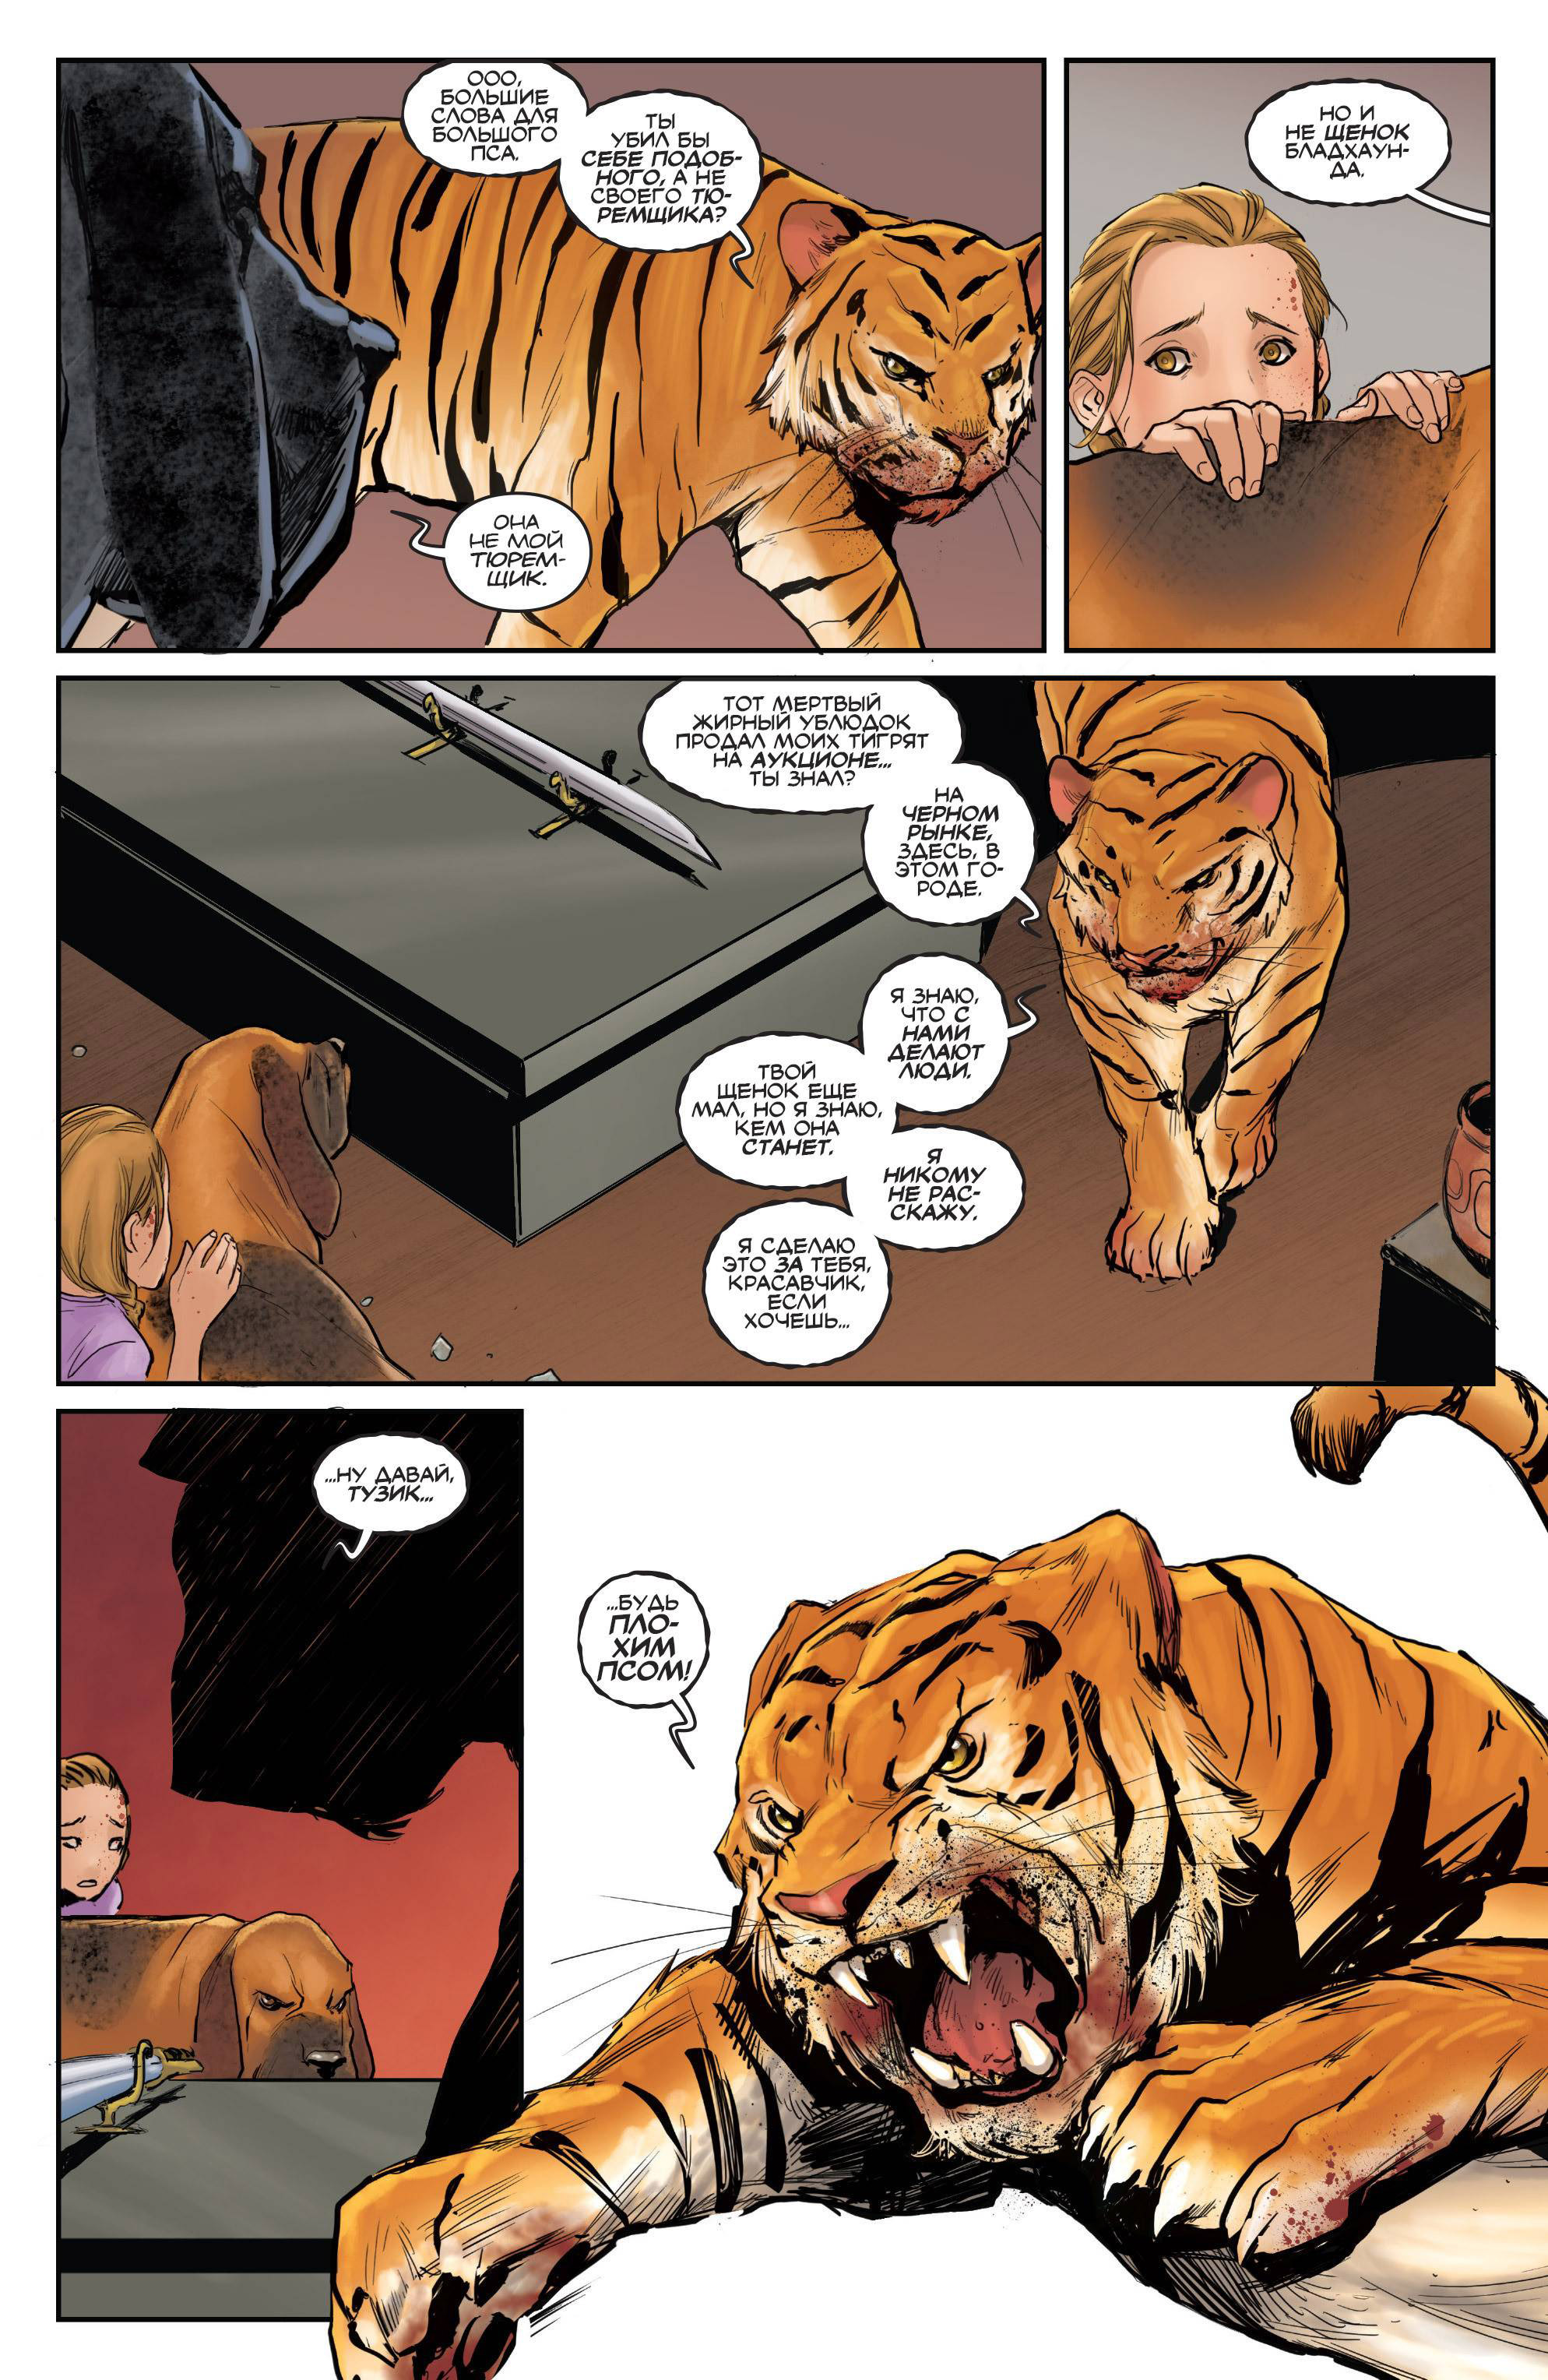 ООО,
БОЛЬШИЕ
СЛОВА ДЛЯ
БОЛЬШОГО
ПСА.
ТЫ
УБИЛ БЫ
СЕБЕ ПОДОБ-
НОГО, А НЕ
СВОЕГО ТЮ-
РЕМЩИКА?
ОНА
НЕ МОЙ
ТЮРЕМ-
ЩИК.
НО И
НЕ ЩЕНОК
БЛАДХАУН-
ДА.
ТОТ МЕРТВЫЙ
ЖИРНЫЙ УБЛЮДОК
ПРОДАЛ МОИХ ТИГРЯТ
НА АУКЦИОНЕ...
ТЫ ЗНАЛ?
НА
ЧЕРНОМ
РЫНКЕ,
ЗДЕСЬ, В
ЭТОМ ГО-
РОДЕ.
Я ЗНАЮ,
ЧТО С
НАМИ
ДЕЛАЮТ
ЛЮДИ.
ТВОЙ
ЩЕНОК ЕЩЕ
МАЛ, НО Я ЗНАЮ,
КЕМ ОНА
СТАНЕТ.
Я
НИКОМУ
НЕ РАС-
СКАЖУ.
Я СДЕЛАЮ
ЭТО ЗА ТЕБЯ,
КРАСАВЧИК,
ЕСЛИ
ХОЧЕШЬ...
...НУ ДАВАЙ,
ТУЗИК...
...БУДЬ
ПЛО-
ХИМ
ПСОМ!